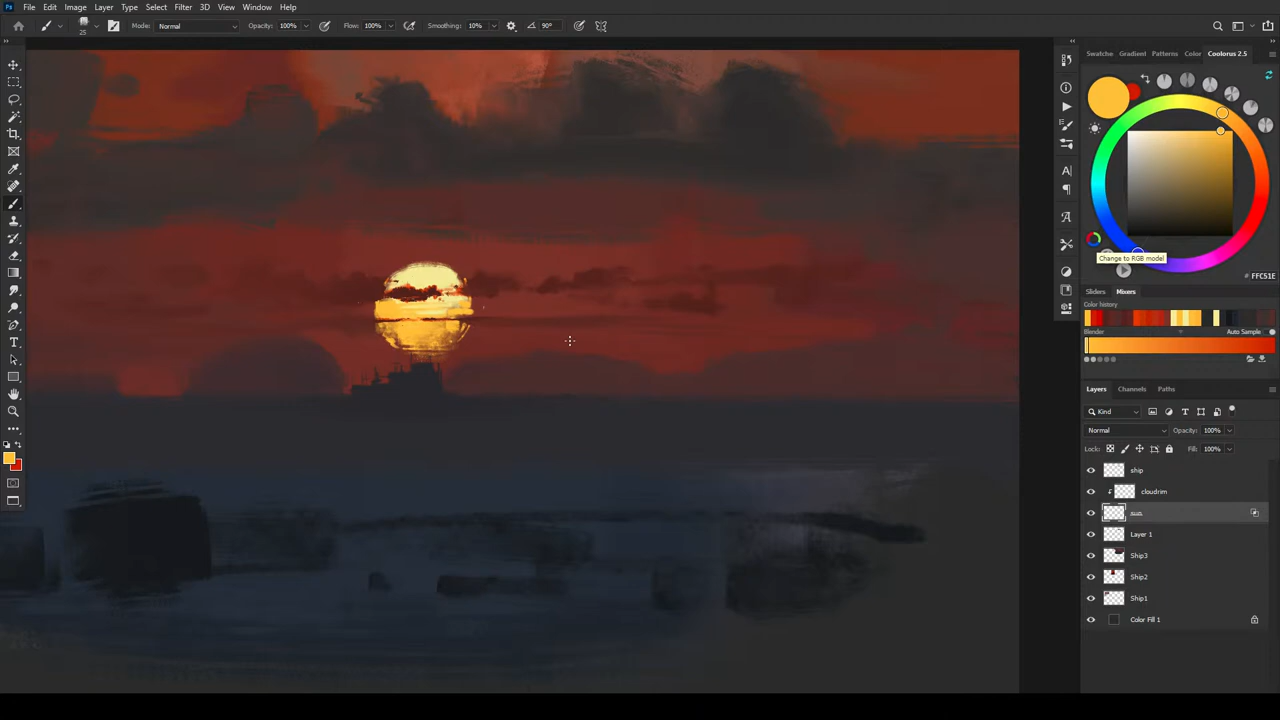 Ps File Edit Image Layer Type Select Filter 3D View Window Help
25 Mode: Normal Opacity: 100% Flow: 100% Smoothing: 10% 90°
Swatche Gradient Patterns Color Coolorus 2.5
Change to RGB model
#FFC51E
Sliders Mixers
Color history
Blender Auto Sample
Layers Channels Paths
Kind
Normal Opacity: 100%
Lock: Fill: 100%
ship
cloudrim
sun
Layer 1
Ship3
Ship2
Ship1
Color Fill 1